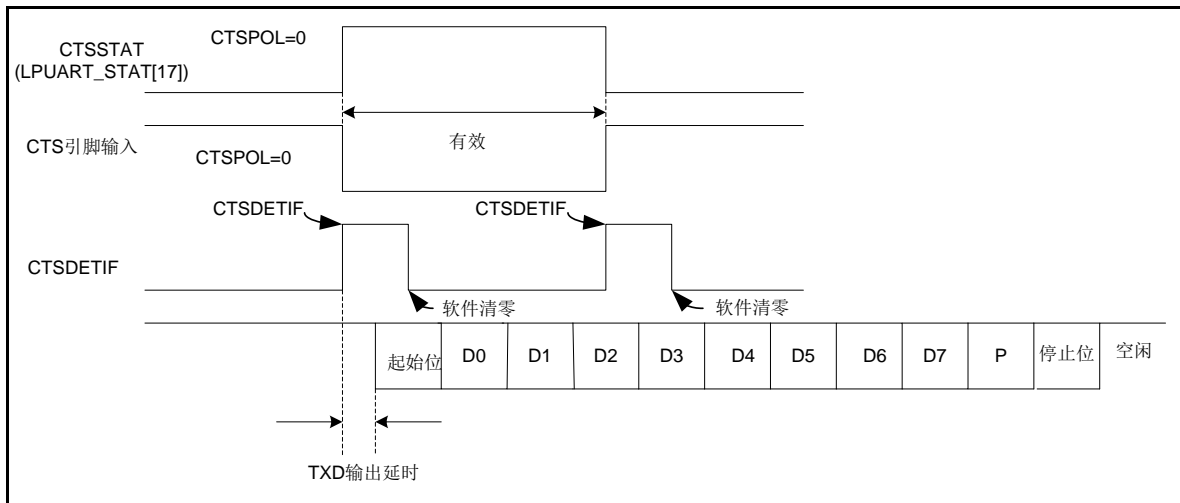 CTSPOL=0
CTSSTAT
(LPUART_STAT[17])
有效
CTS引脚输入
CTSPOL=0
CTSDETIF
CTSDETIF
CTSDETIF
软件清零
软件清零
起始位 D0 D1 D2 D3 D4 D5 D6 D7 P 停止位 空闲
TXD输出延时